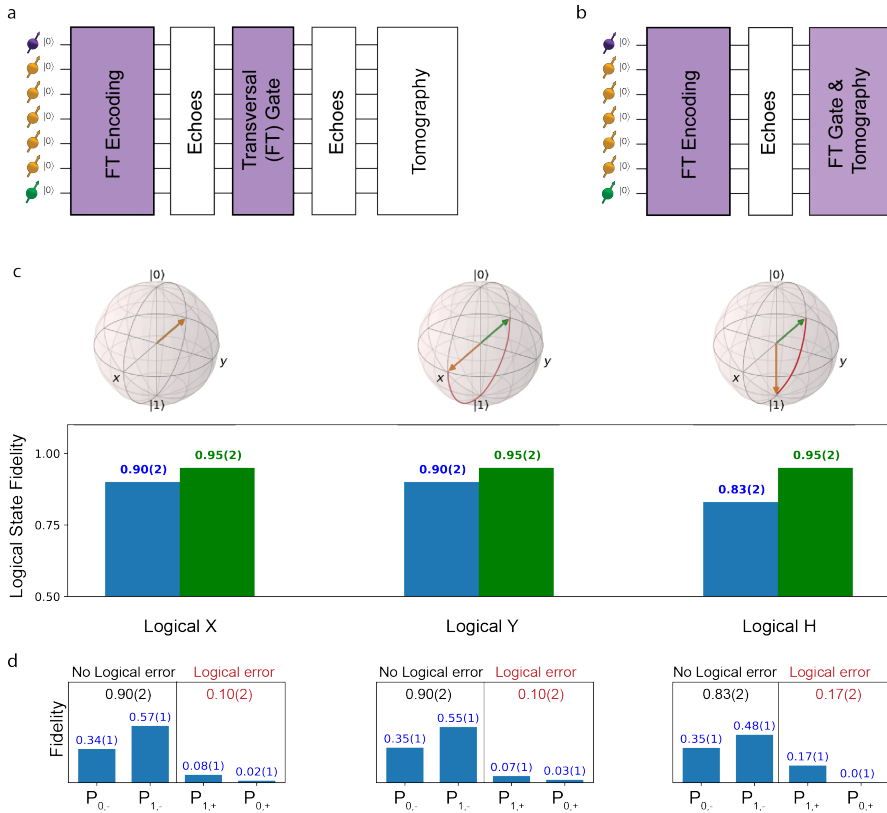 a
|0⟩
|0⟩
|0⟩
|0⟩
|0⟩
|0⟩
|0⟩
FT Encoding
Echoes
Transversal
(FT) Gate
Echoes
Tomography
b
|0⟩
|0⟩
|0⟩
|0⟩
|0⟩
|0⟩
|0⟩
FT Encoding
Echoes
FT Gate &
Tomography
c
|0⟩
x
y
|1⟩
|0⟩
x
y
|1⟩
|0⟩
x
y
|1⟩
Logical State Fidelity
1.00
0.75
0.50
0.90(2)
0.95(2)
0.90(2)
0.95(2)
0.83(2)
0.95(2)
Logical X
Logical Y
Logical H
d
Fidelity
No Logical error
Logical error
0.90(2)
0.10(2)
0.34(1)
0.57(1)
0.08(1)
0.02(1)
P0,-
P1,-
P1,+
P0,+
No Logical error
Logical error
0.90(2)
0.10(2)
0.35(1)
0.55(1)
0.07(1)
0.03(1)
P0,-
P1,-
P1,+
P0,+
No Logical error
Logical error
0.83(2)
0.17(2)
0.35(1)
0.48(1)
0.17(1)
0.0(1)
P0,-
P1,-
P1,+
P0,+